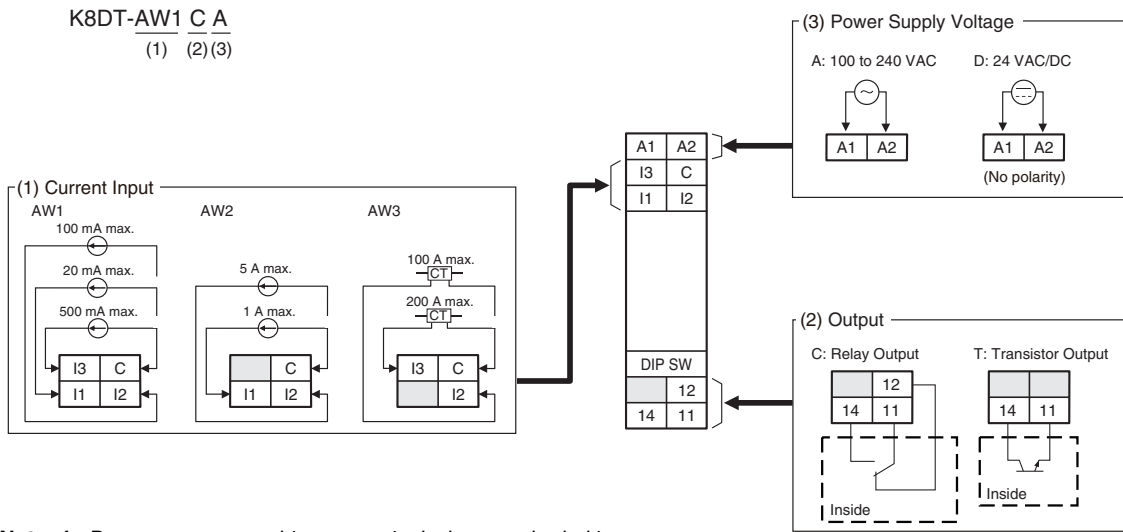 K8DT-AW1 C A
(1) (2) (3)
(3) Power Supply Voltage
A: 100 to 240 VAC
D: 24 VAC/DC
A1 A2
A1 A2
(No polarity)
A1 A2
I3 C
I1 I2
DIP SW
12
14 11
(1) Current Input
AW1
100 mA max.
20 mA max.
500 mA max.
I3 C
I1 I2
AW2
5 A max.
1 A max.
C
I1 I2
AW3
100 A max.
CT
200 A max.
CT
I3 C
I2
(2) Output
C: Relay Output
12
14 11
Inside
T: Transistor Output
14 11
Inside